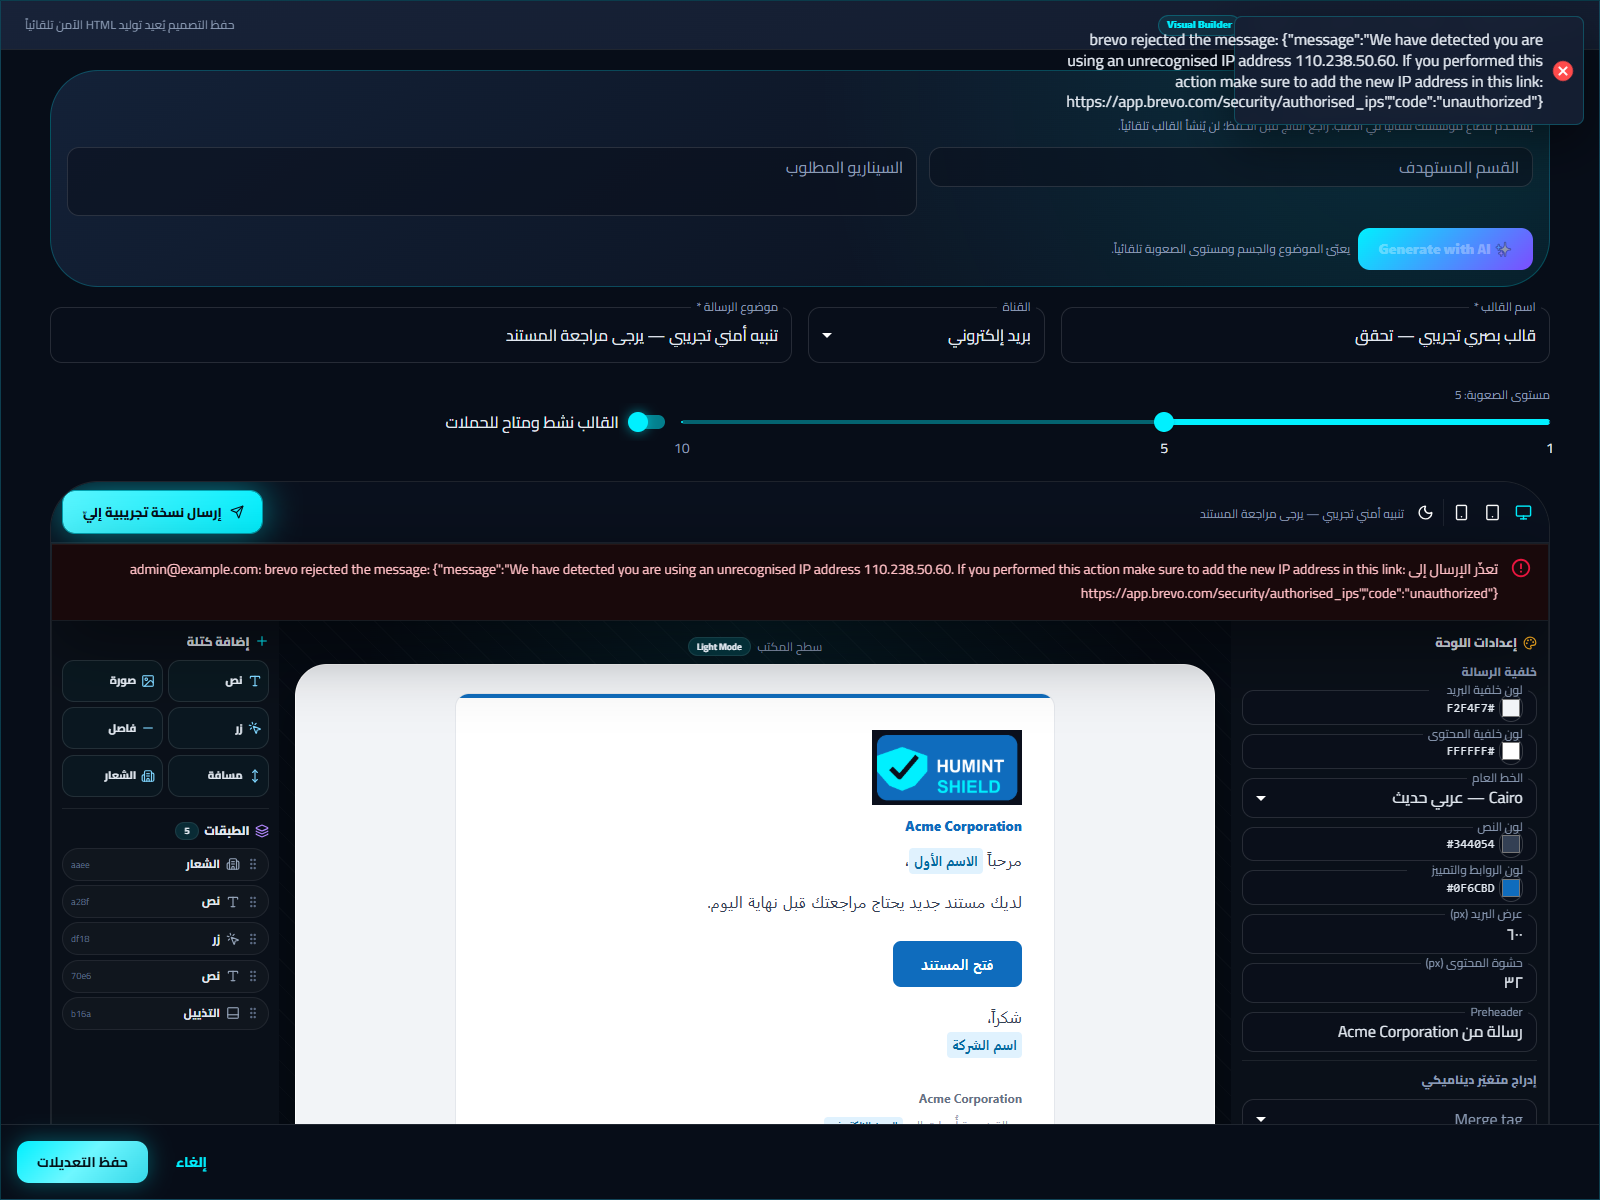 Visual Builder
حفظ التصميم يُعيد توليد HTML الآمن تلقائياً
brevo rejected the message: {"message":"We have detected you are
using an unrecognised IP address 110.238.50.60. If you performed this
action make sure to add the new IP address in this link:
https://app.brevo.com/security/authorised_ips","code":"unauthorized"}
القسم المستهدف
السيناريو المطلوب
Generate with AI
يعبّئ الموضوع والجسم ومستوى الصعوبة تلقائياً.
اسم القالب *
قالب بصري تجريبي — تحقق
القناة
بريد إلكتروني
موضوع الرسالة *
تنبيه أمني تجريبي — يرجى مراجعة المستند
مستوى الصعوبة: 5
1
5
10
القالب نشط ومتاح للحملات
تنبيه أمني تجريبي — يرجى مراجعة المستند
إرسال نسخة تجريبية إليّ
تعذّر الإرسال إلى admin@example.com: brevo rejected the message: {"message":"We have detected you are using an unrecognised IP address 110.238.50.60. If you performed this action make sure to add the new IP address in this link:
https://app.brevo.com/security/authorised_ips","code":"unauthorized"}
إعدادات اللوحة
خلفية الرسالة
لون خلفية البريد
F2F4F7#
لون خلفية المحتوى
FFFFFF#
الخط العام
Cairo — عربي حديث
لون النص
#344054
لون الروابط والتمييز
#0F6CBD
عرض البريد (px)
٦٠٠
حشوة المحتوى (px)
٣٢
Preheader
رسالة من Acme Corporation
إدراج متغيّر ديناميكي
Merge tag
سطح المكتب
Light Mode
HUMINT
SHIELD
Acme Corporation
مرحباً الاسم الأول،
لديك مستند جديد يحتاج مراجعتك قبل نهاية اليوم.
فتح المستند
شكراً،
اسم الشركة
Acme Corporation
إضافة كتلة
نص
صورة
زر
فاصل
مسافة
الشعار
الطبقات
5
الشعار
aaee
نص
a28f
زر
df18
نص
70e6
التذييل
b16a
إلغاء
حفظ التعديلات